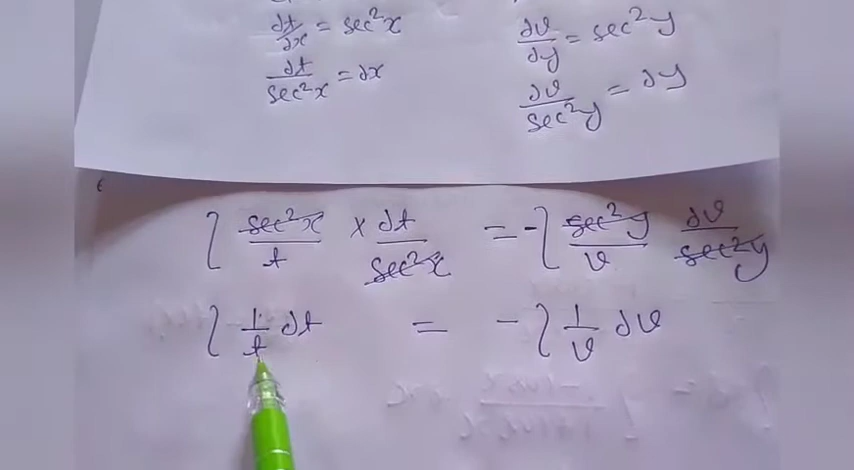 dt/dx = sec²x
dv/dy = sec²y
dt/sec²x = dx
dv/sec²y = dy
∫ sec²x/t × dt/sec²x = -∫ sec²y/v dv/sec²y
∫ 1/t dt = -∫ 1/v dv